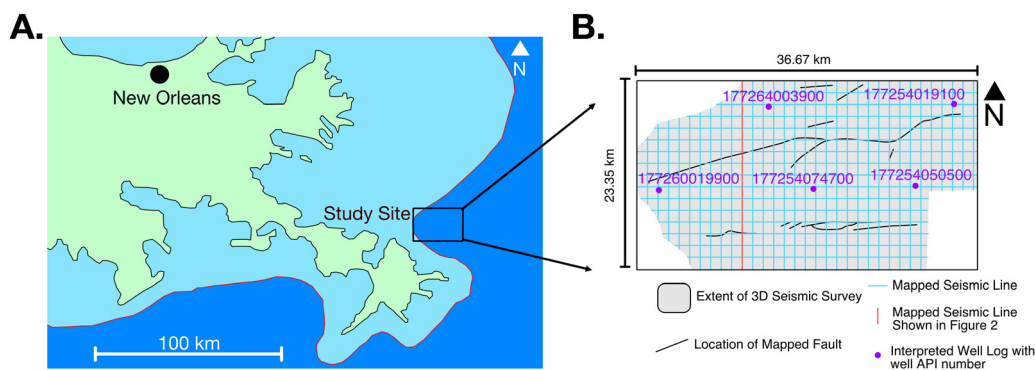 A.
N
New Orleans
Study Site
100 km
B.
36.67 km
23.35 km
N
177264003900
177254019100
177260019900
177254074700
177254050500
Extent of 3D Seismic Survey
Location of Mapped Fault
Mapped Seismic Line
Mapped Seismic Line
Shown in Figure 2
Interpreted Well Log with
well API number